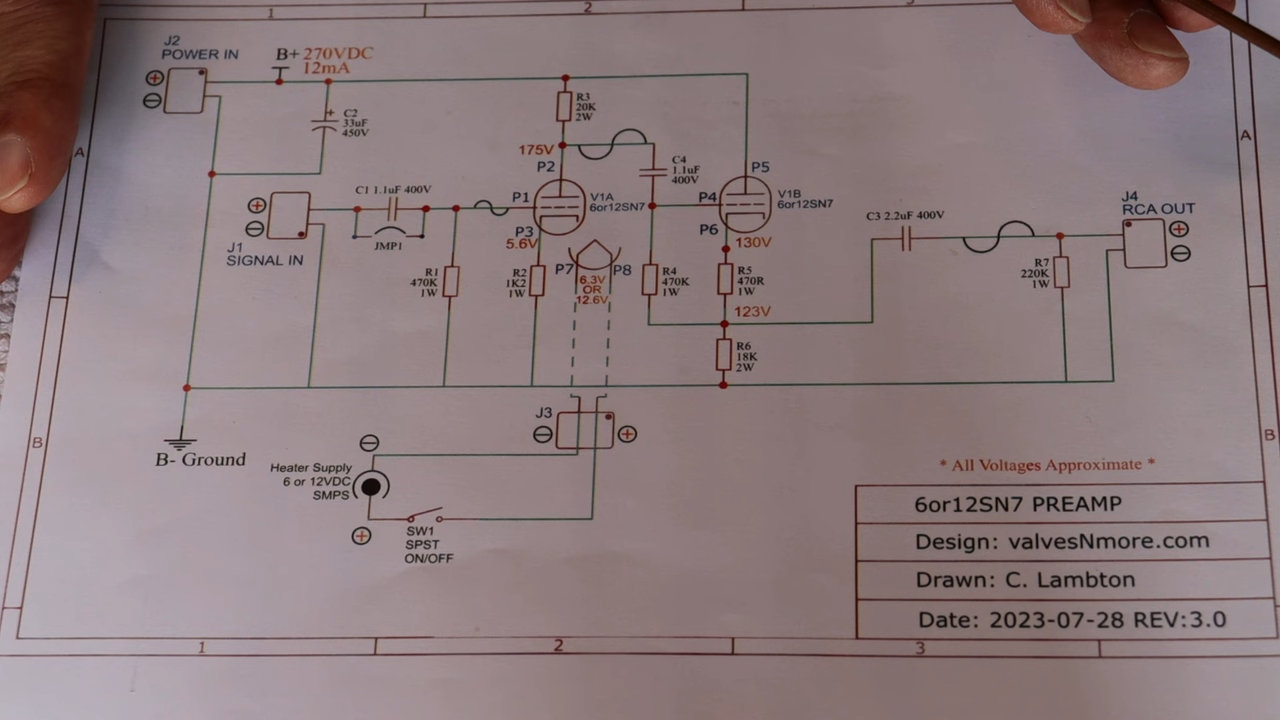 1
2
3
J2
POWER IN
B+ 270VDC
12mA
+
−
+ C2
33uF
450V
R3
20K
2W
175V
P2
C4
1.1uF
400V
P5
A
A
C1 1.1uF 400V
P1
V1A
6or12SN7
P4
V1B
6or12SN7
J4
RCA OUT
+
−
+
−
J1
SIGNAL IN
JMP1
P3
5.6V
P6
130V
C3 2.2uF 400V
R1
470K
1W
R2
1K2
1W
P7
P8
6.3V
OR
12.6V
R4
470K
1W
R5
470R
1W
R7
220K
1W
123V
R6
18K
2W
J3
−
+
B
B
B- Ground
−
Heater Supply
6 or 12VDC
SMPS
+
SW1
SPST
ON/OFF
* All Voltages Approximate *
6or12SN7 PREAMP
Design: valvesNmore.com
Drawn: C. Lambton
Date: 2023-07-28 REV:3.0
1
2
3